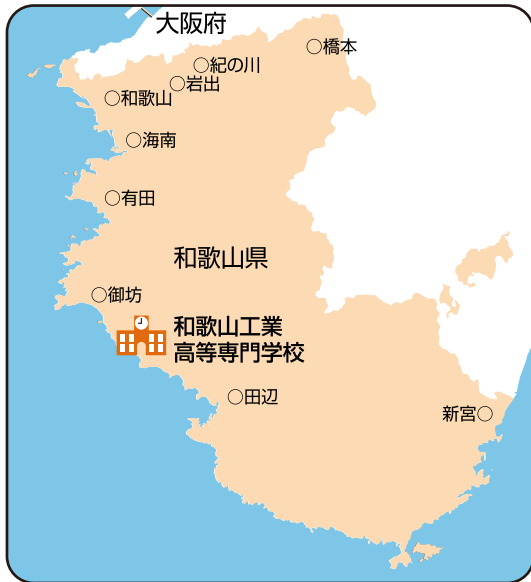 大阪府
橋本
紀の川
岩出
和歌山
海南
有田
和歌山県
御坊
和歌山工業
高等専門学校
田辺
新宮